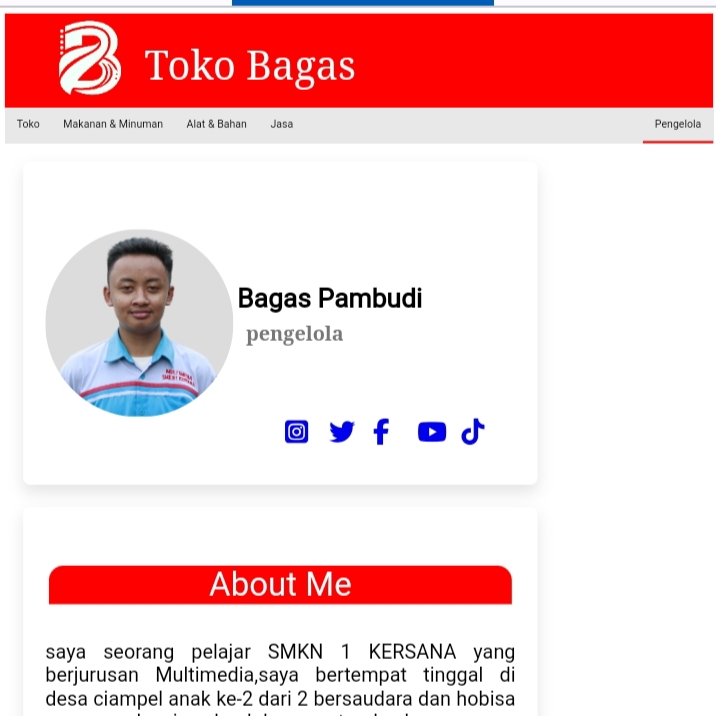 Toko Bagas
Toko Makanan & Minuman Alat & Bahan Jasa Pengelola
Bagas Pambudi
pengelola
About Me
saya seorang pelajar SMKN 1 KERSANA yang
berjurusan Multimedia,saya bertempat tinggal di
desa ciampel anak ke-2 dari 2 bersaudara dan hobisa